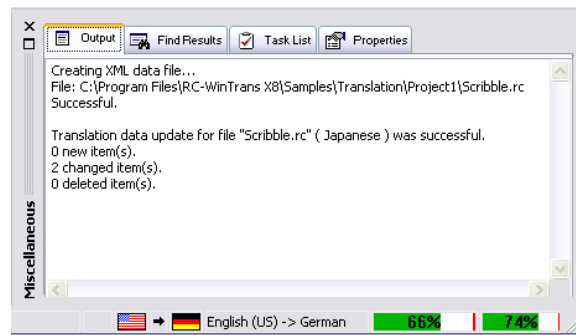 Output Find Results Task List Properties
Creating XML data file...
File: C:\Program Files\RC-WinTrans X8\Samples\Translation\Project1\Scribble.rc
Successful.
Translation data update for file "Scribble.rc" ( Japanese ) was successful.
0 new item(s).
2 changed item(s).
0 deleted item(s).
Miscellaneous
English (US) -> German 66% 74%